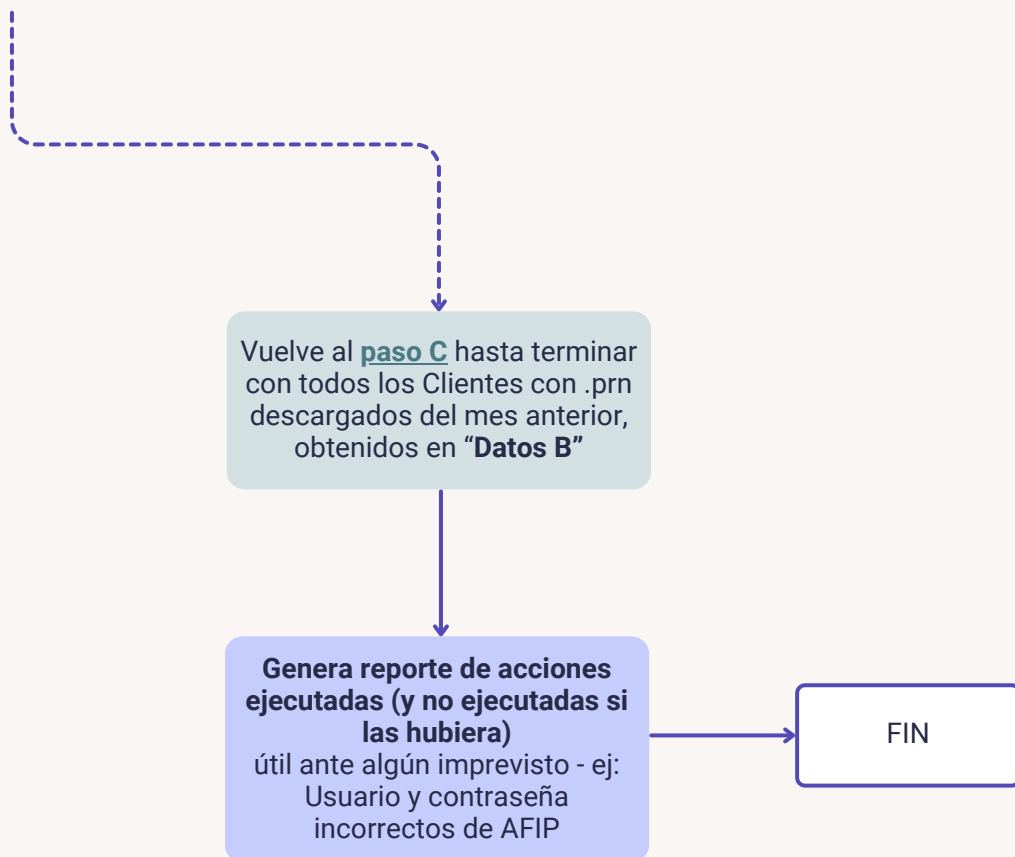 Vuelve al paso C hasta terminar
con todos los Clientes con .prn
descargados del mes anterior,
obtenidos en “Datos B”
Genera reporte de acciones
ejecutadas (y no ejecutadas si
las hubiera)
útil ante algún imprevisto - ej:
Usuario y contraseña
incorrectos de AFIP
FIN